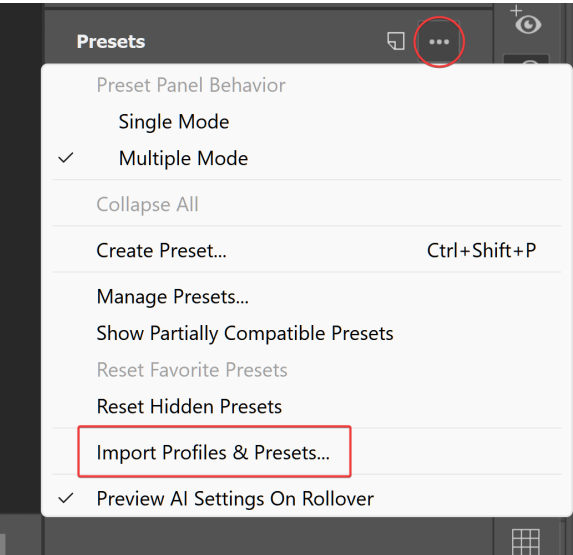 Presets
Preset Panel Behavior
Single Mode
Multiple Mode
Collapse All
Create Preset... Ctrl+Shift+P
Manage Presets...
Show Partially Compatible Presets
Reset Favorite Presets
Reset Hidden Presets
Import Profiles & Presets...
Preview AI Settings On Rollover